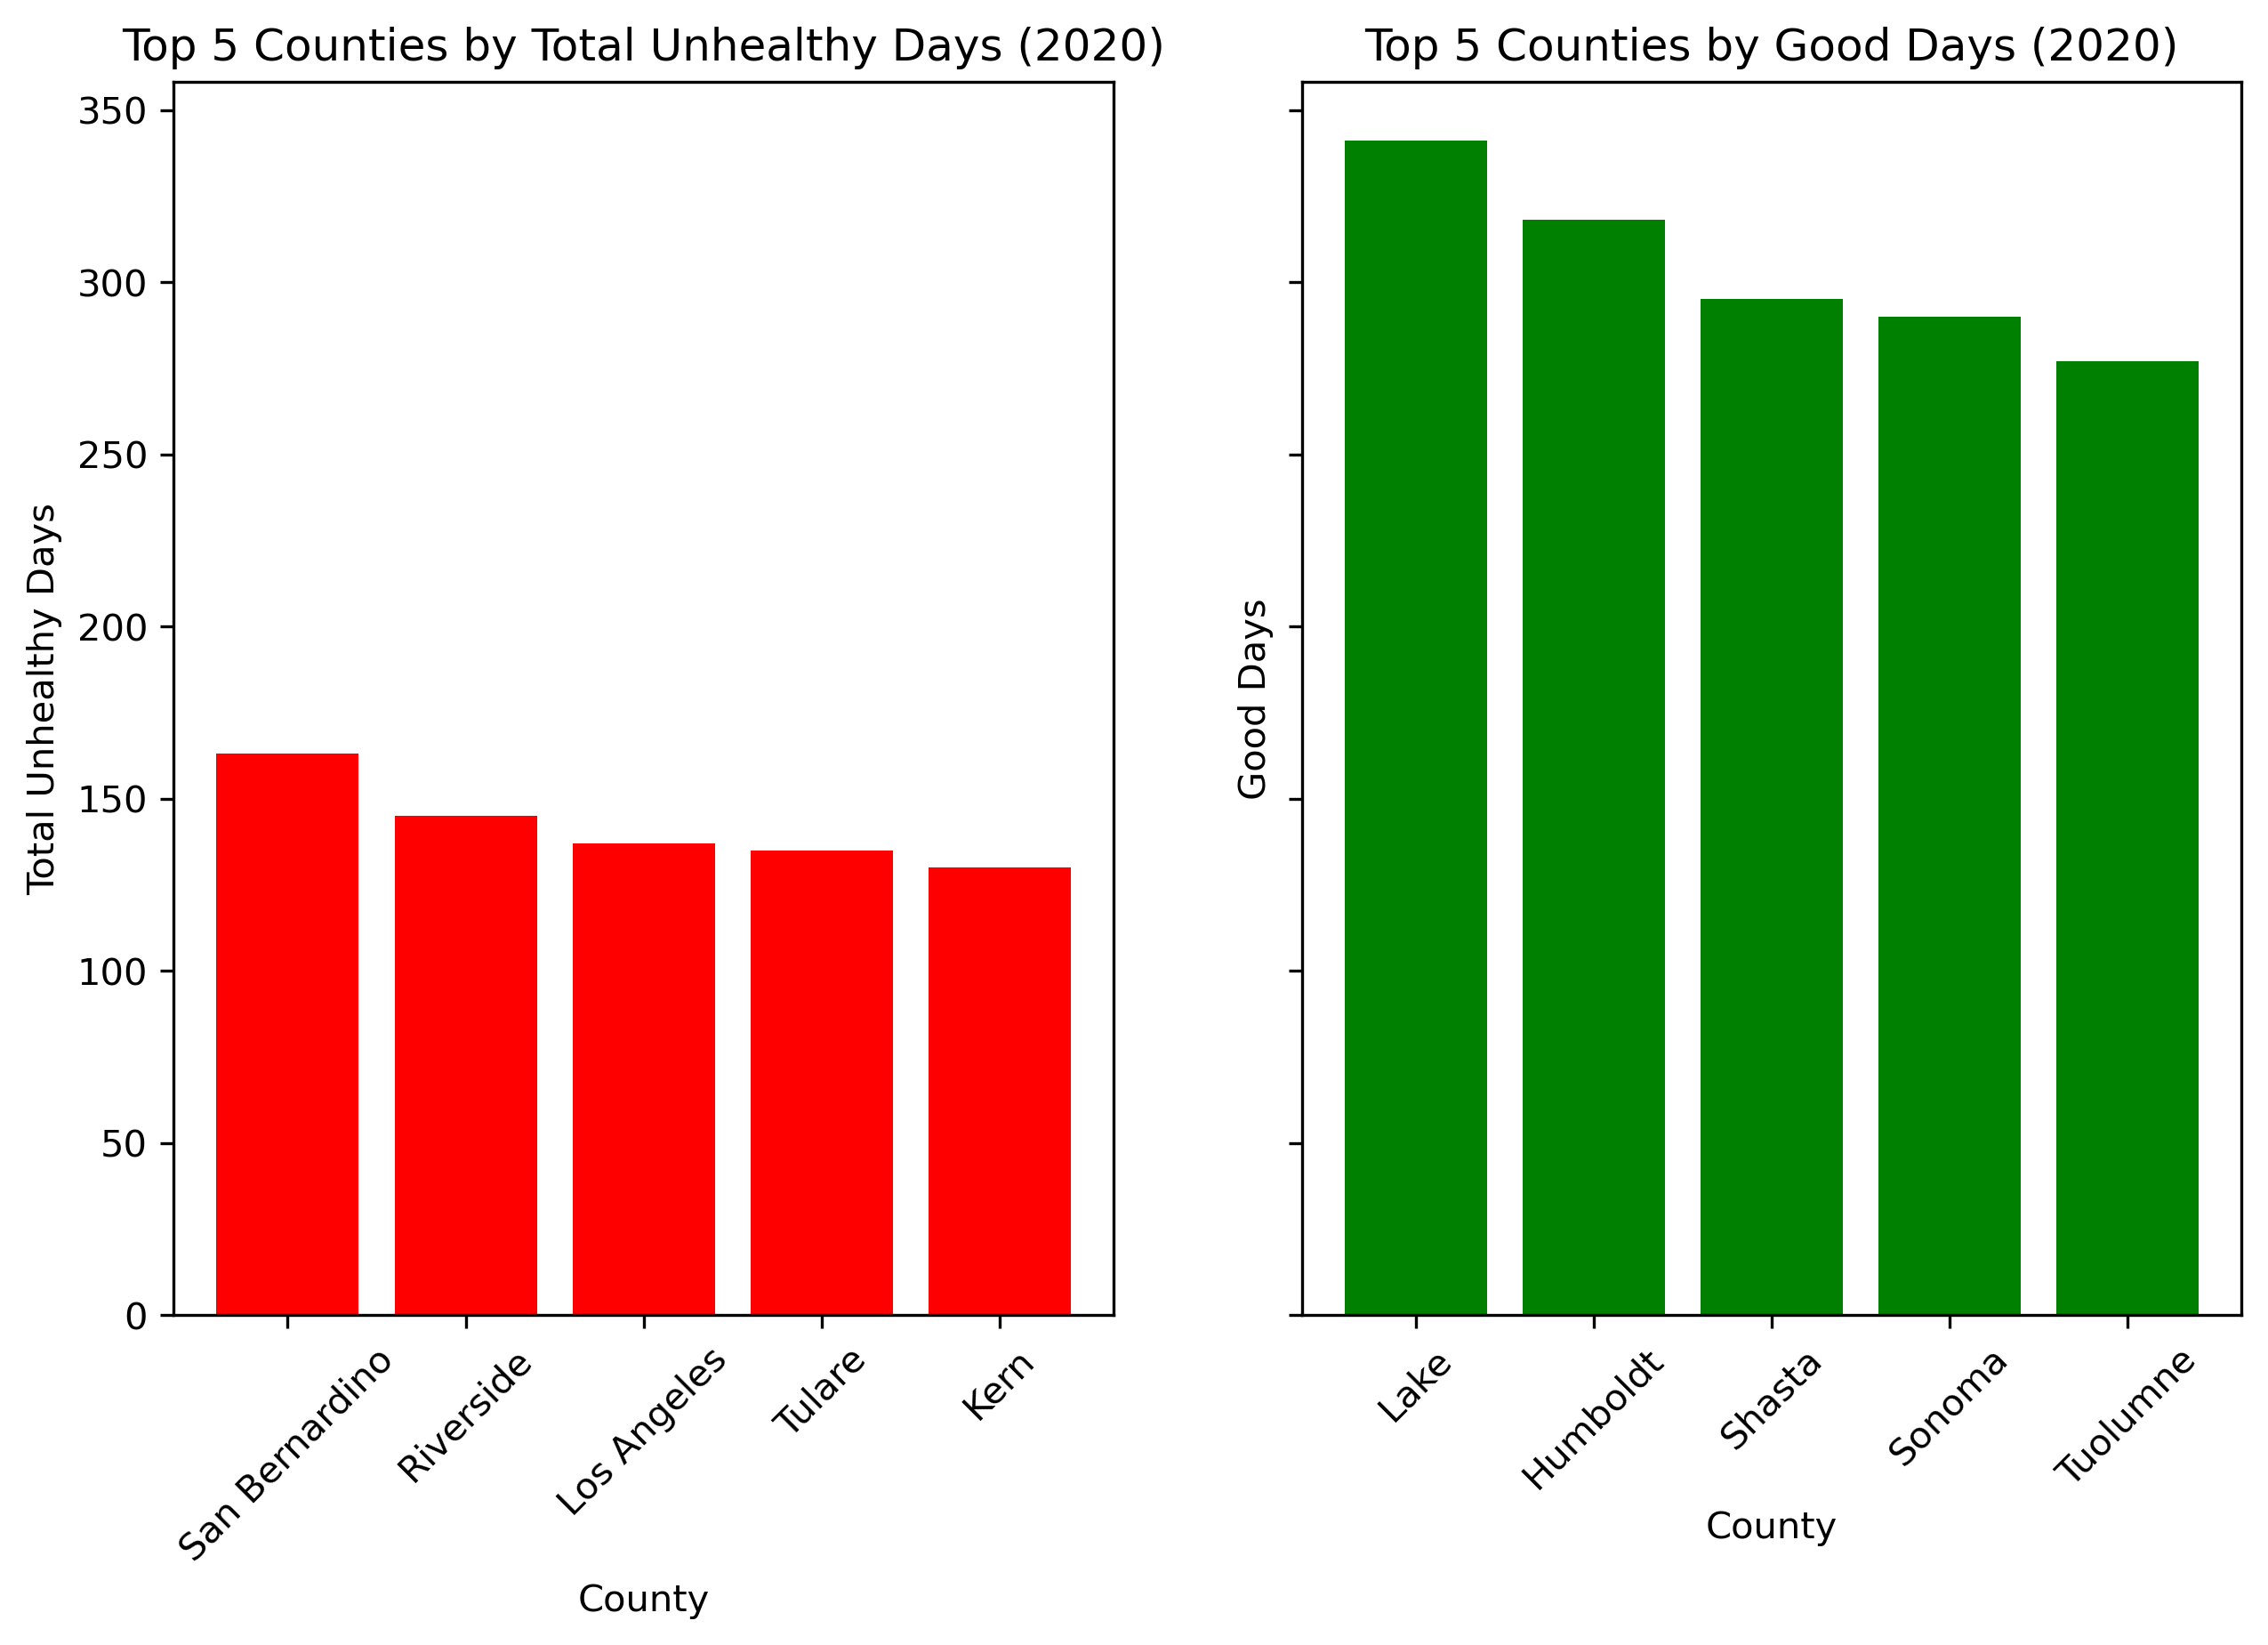 Top 5 Counties by Total Unhealthy Days (2020)
Total Unhealthy Days
350
300
250
200
150
100
50
0
San Bernardino
Riverside
Los Angeles
Tulare
Kern
County
Top 5 Counties by Good Days (2020)
Good Days
Lake
Humboldt
Shasta
Sonoma
Tuolumne
County